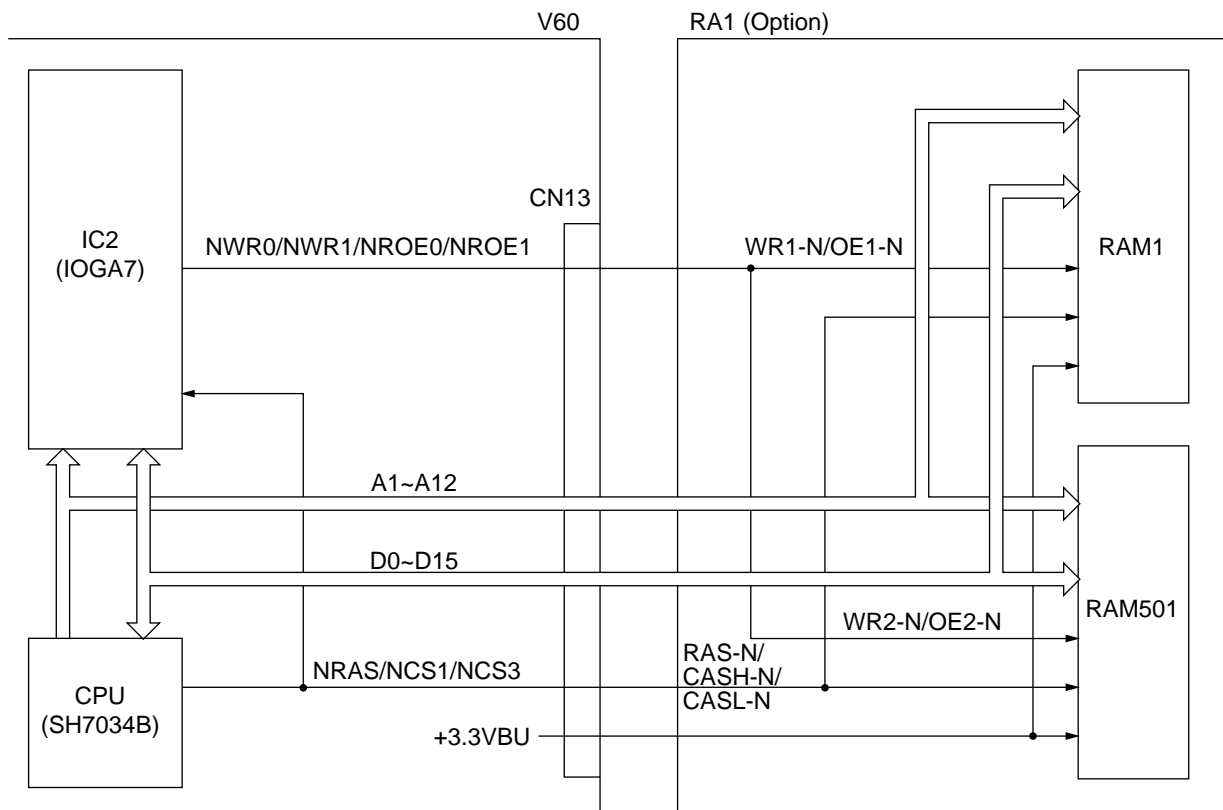 V60
RA1 (Option)
CN13
IC2
(IOGA7)
NWR0/NWR1/NROE0/NROE1
WR1-N/OE1-N
RAM1
A1~A12
D0~D15
RAM501
WR2-N/OE2-N
CPU
(SH7034B)
NRAS/NCS1/NCS3
RAS-N/
CASH-N/
CASL-N
+3.3VBU